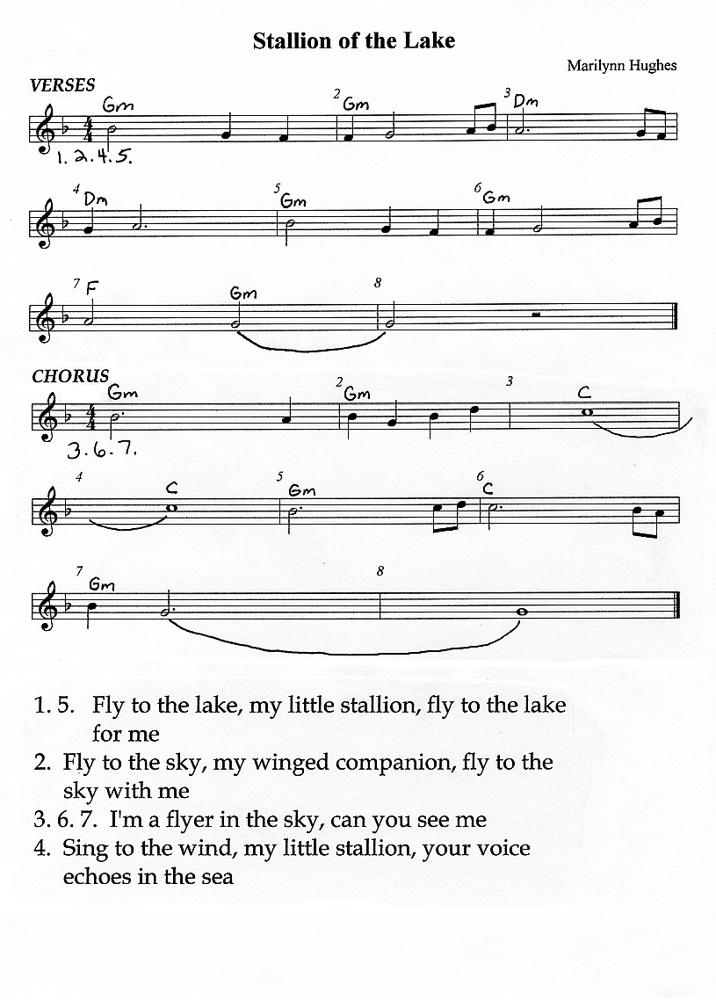 Stallion of the Lake
Marilynn Hughes
VERSES
Gm 2 Gm 3 Dm
4 4
1. 2. 4. 5.
4 Dm 5 Gm 6 Gm
7 F Gm 8
CHORUS
Gm 2 Gm 3 C
4 4
3. 6. 7.
4 C 5 Gm 6 C
7 Gm 8
1. 5. Fly to the lake, my little stallion, fly to the lake
for me
2. Fly to the sky, my winged companion, fly to the
sky with me
3. 6. 7. I'm a flyer in the sky, can you see me
4. Sing to the wind, my little stallion, your voice
echoes in the sea